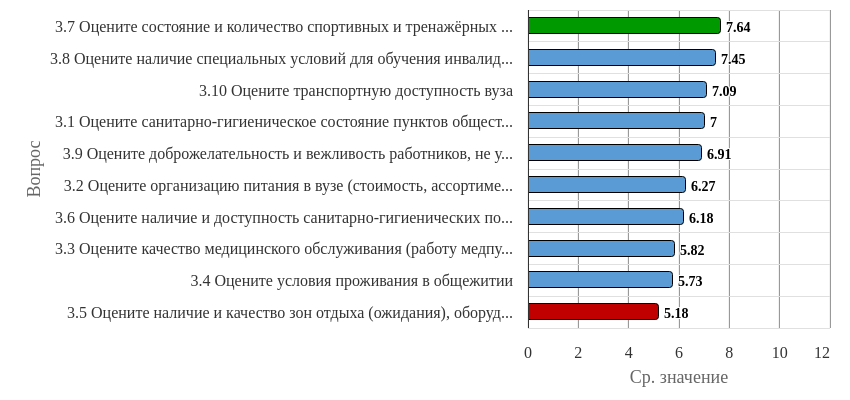 3.7 Оцените состояние и количество спортивных и тренажёрных ... 7.64
3.8 Оцените наличие специальных условий для обучения инвалид... 7.45
3.10 Оцените транспортную доступность вуза 7.09
3.1 Оцените санитарно-гигиеническое состояние пунктов общест... 7
3.9 Оцените доброжелательность и вежливость работников, не у... 6.91
3.2 Оцените организацию питания в вузе (стоимость, ассортиме... 6.27
3.6 Оцените наличие и доступность санитарно-гигиенических по... 6.18
3.3 Оцените качество медицинского обслуживания (работу медпу... 5.82
3.4 Оцените условия проживания в общежитии 5.73
3.5 Оцените наличие и качество зон отдыха (ожидания), оборуд... 5.18
Вопрос
0 2 4 6 8 10 12
Ср. значение